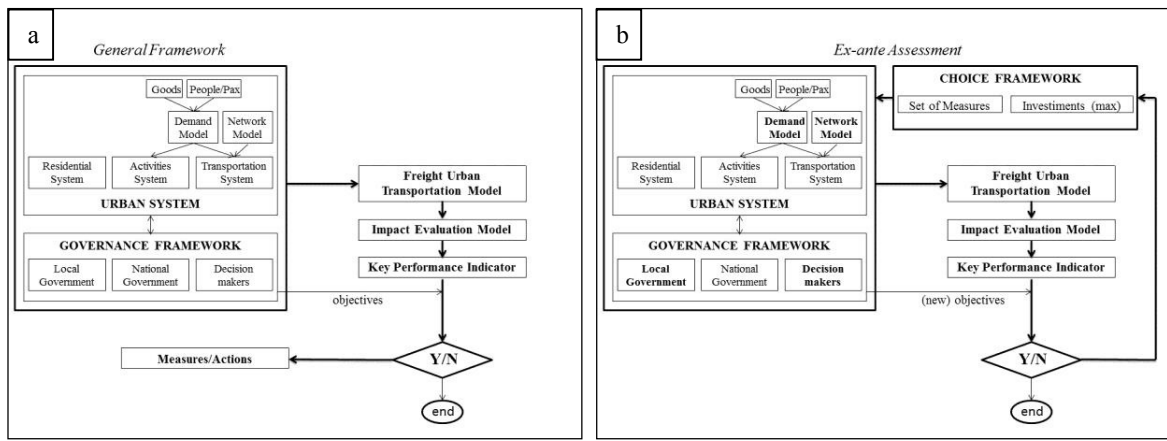 a
General Framework
Goods
People/Pax
Demand
Model
Network
Model
Residential
System
Activities
System
Transportation
System
URBAN SYSTEM
GOVERNANCE FRAMEWORK
Local
Government
National
Government
Decision
makers
Freight Urban
Transportation Model
Impact Evaluation Model
Key Performance Indicator
objectives
Y/N
Measures/Actions
end
b
Ex-ante Assessment
CHOICE FRAMEWORK
Set of Measures
Investiments (max)
Goods
People/Pax
Demand
Model
Network
Model
Residential
System
Activities
System
Transportation
System
URBAN SYSTEM
GOVERNANCE FRAMEWORK
Local
Government
National
Government
Decision
makers
Freight Urban
Transportation Model
Impact Evaluation Model
Key Performance Indicator
(new) objectives
Y/N
end